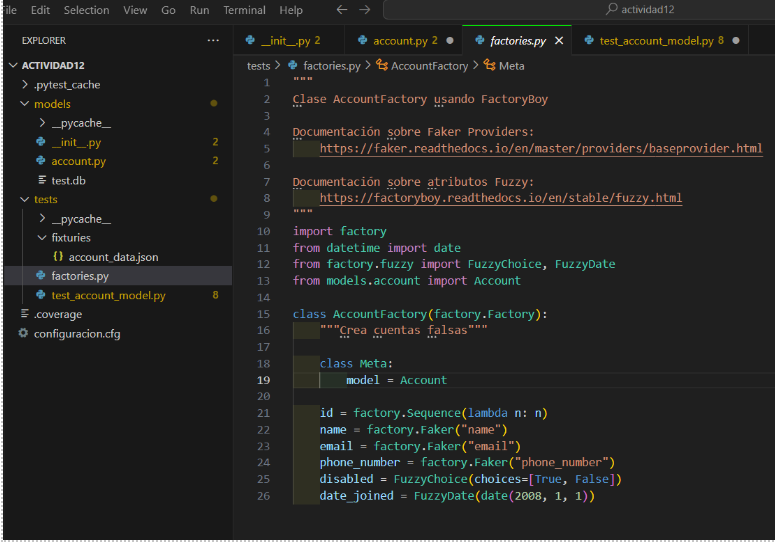 File Edit Selection View Go Run Terminal Help
actividad12
EXPLORER
ACTIVIDAD12
.pytest_cache
models
__pycache__
__init__.py 2
account.py 2
test.db
tests
__pycache__
fixturies
{} account_data.json
factories.py
test_account_model.py 8
.coverage
configuracion.cfg
__init__.py 2 account.py 2 factories.py test_account_model.py 8
tests > factories.py > AccountFactory > Meta
1 """
2 Clase AccountFactory usando FactoryBoy
3
4 Documentación sobre Faker Providers:
5 https://faker.readthedocs.io/en/master/providers/baseprovider.html
6
7 Documentación sobre atributos Fuzzy:
8 https://factoryboy.readthedocs.io/en/stable/fuzzy.html
9 """
10 import factory
11 from datetime import date
12 from factory.fuzzy import FuzzyChoice, FuzzyDate
13 from models.account import Account
14
15 class AccountFactory(factory.Factory):
16 """Crea cuentas falsas"""
17
18 class Meta:
19 model = Account
20
21 id = factory.Sequence(lambda n: n)
22 name = factory.Faker("name")
23 email = factory.Faker("email")
24 phone_number = factory.Faker("phone_number")
25 disabled = FuzzyChoice(choices=[True, False])
26 date_joined = FuzzyDate(date(2008, 1, 1))